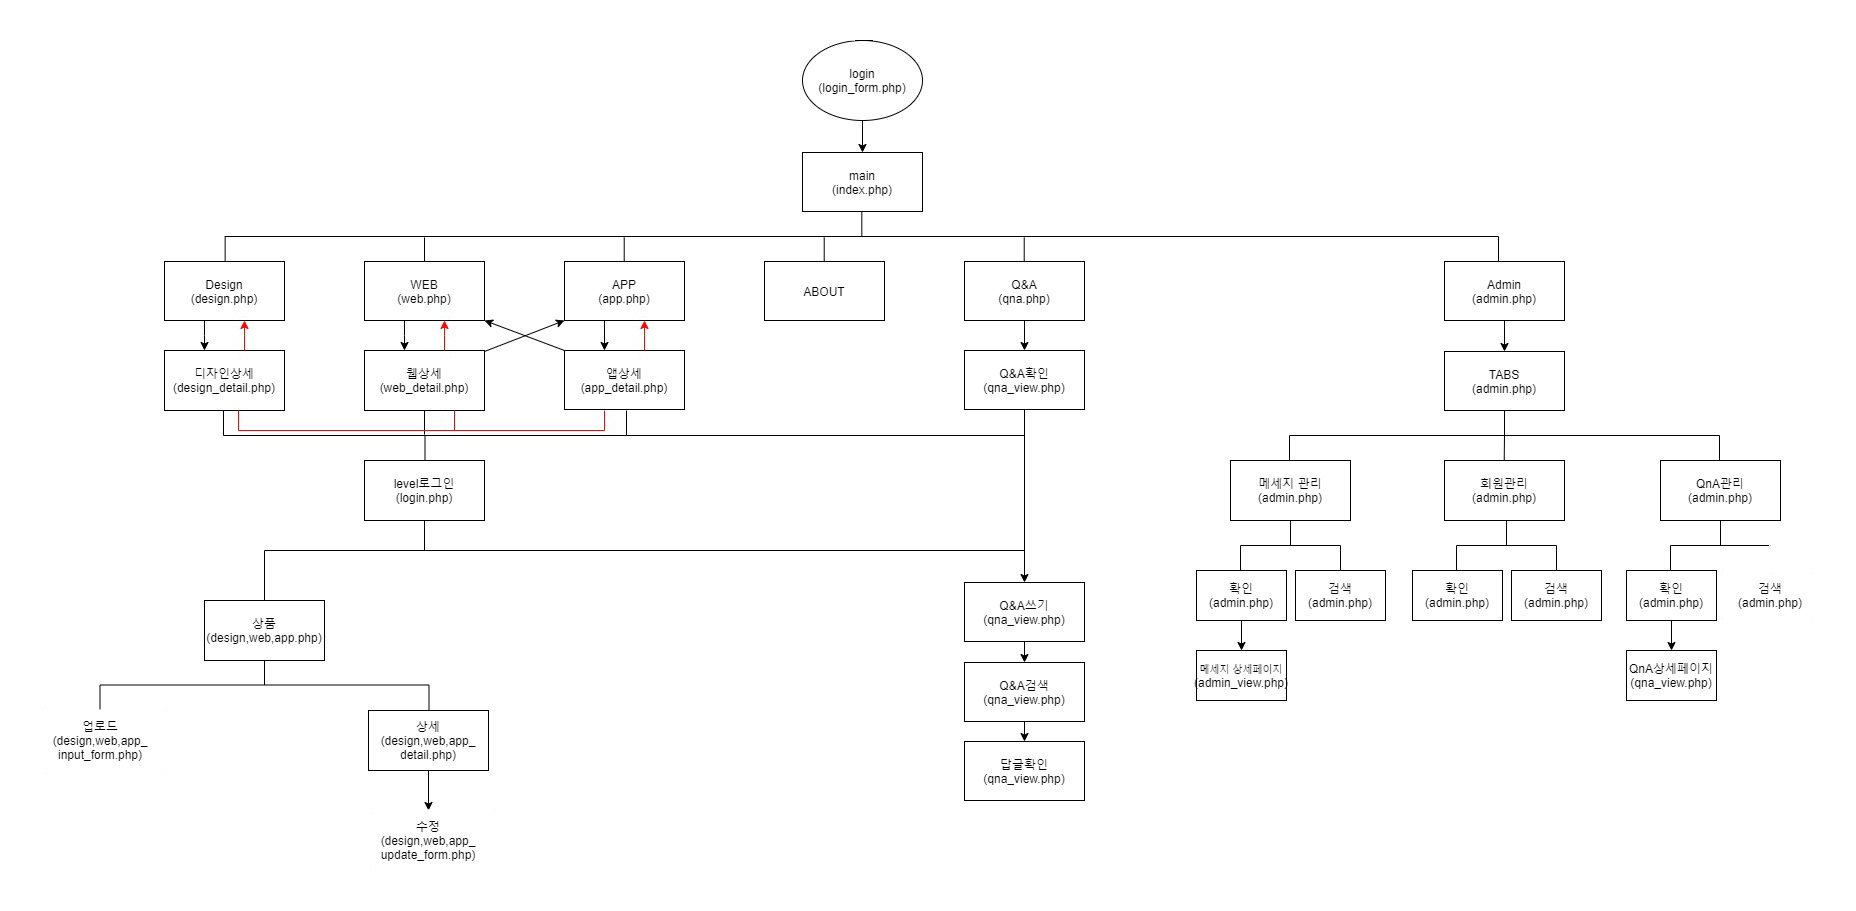 login
(login_form.php)
main
(index.php)
Design
(design.php)
WEB
(web.php)
APP
(app.php)
ABOUT
Q&A
(qna.php)
Admin
(admin.php)
디자인상세
(design_detail.php)
웹상세
(web_detail.php)
앱상세
(app_detail.php)
Q&A확인
(qna_view.php)
TABS
(admin.php)
level로그인
(login.php)
메세지 관리
(admin.php)
회원관리
(admin.php)
QnA관리
(admin.php)
확인
(admin.php)
검색
(admin.php)
확인
(admin.php)
검색
(admin.php)
확인
(admin.php)
검색
(admin.php)
상품
(design,web,app.php)
Q&A쓰기
(qna_view.php)
메세지 상세페이지
(admin_view.php)
QnA상세페이지
(qna_view.php)
Q&A검색
(qna_view.php)
업로드
(design,web,app_
input_form.php)
상세
(design,web,app_
detail.php)
답글확인
(qna_view.php)
수정
(design,web,app_
update_form.php)